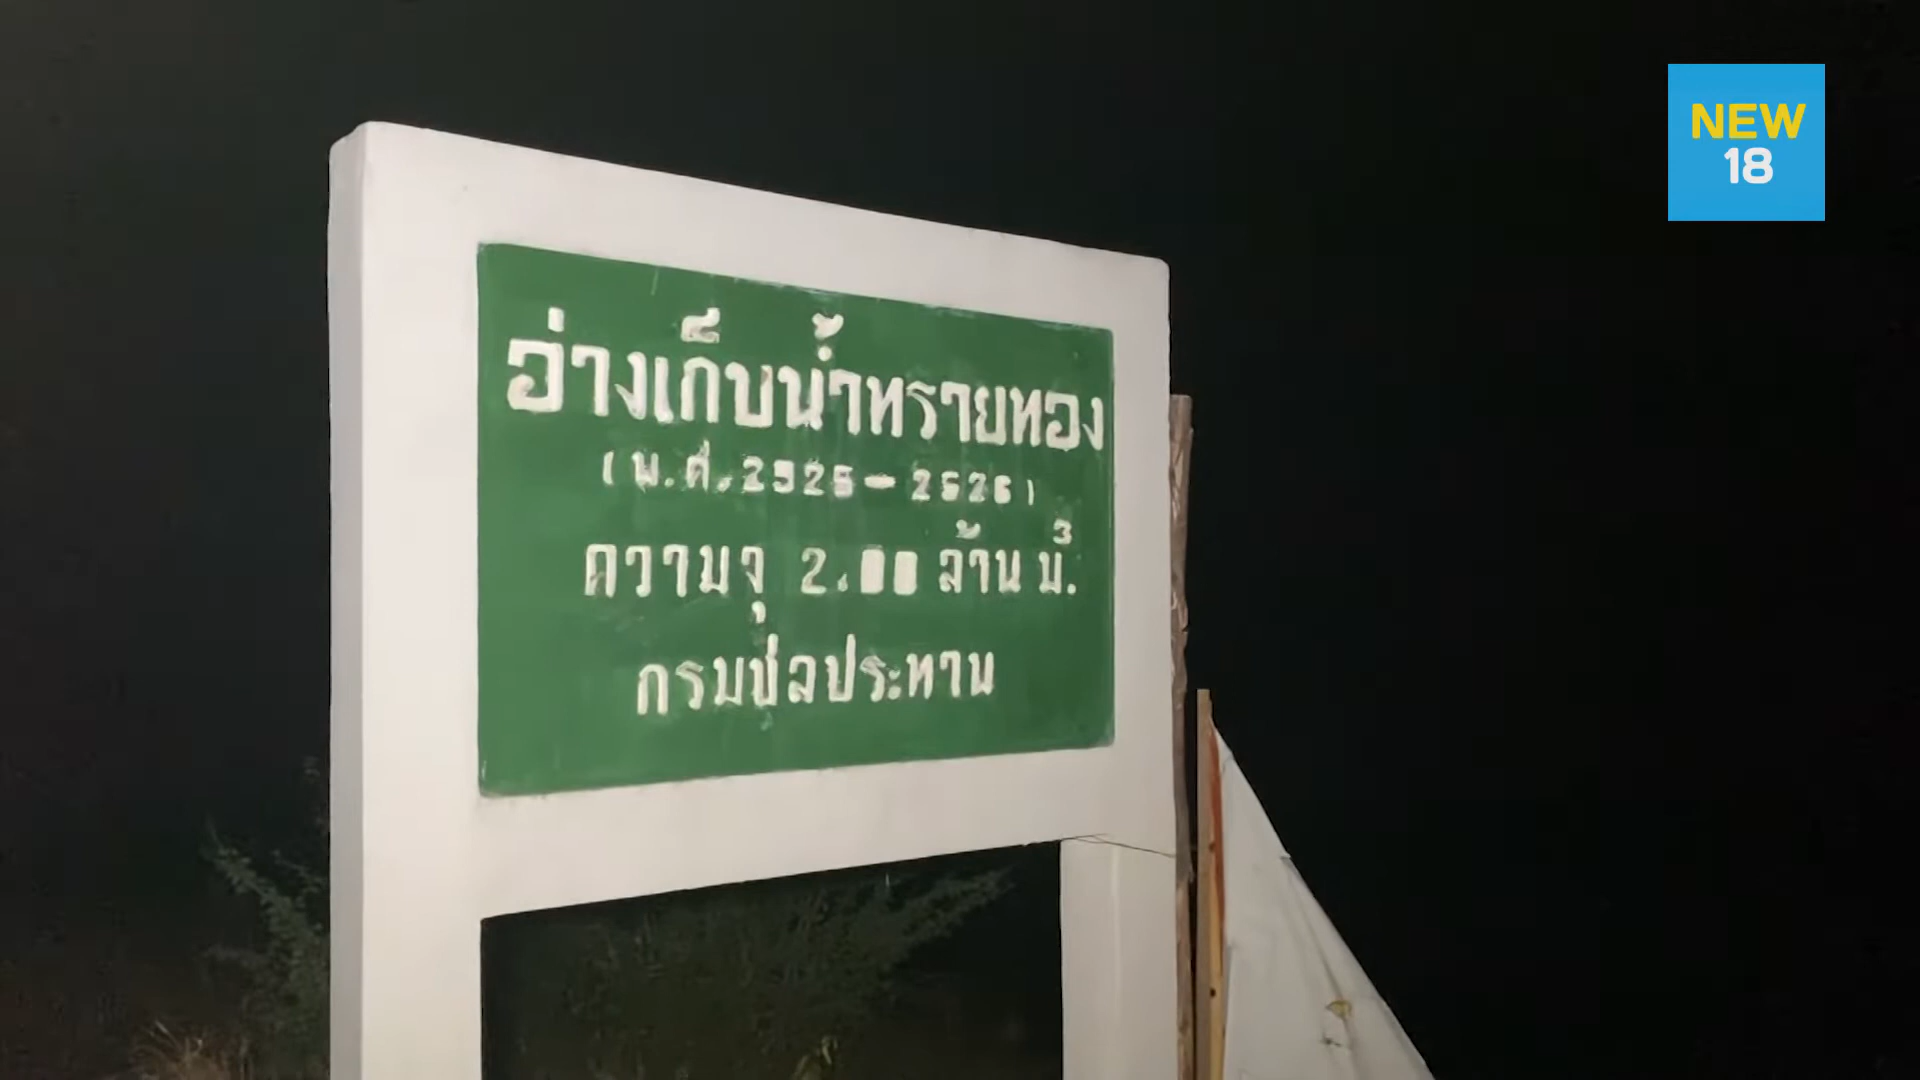 อ่างเก็บน้ำทรายทอง
(พ.ศ.2525-2526)
ความจุ 2.00 ล้าน ม.³
กรมชลประทาน
NEW
18